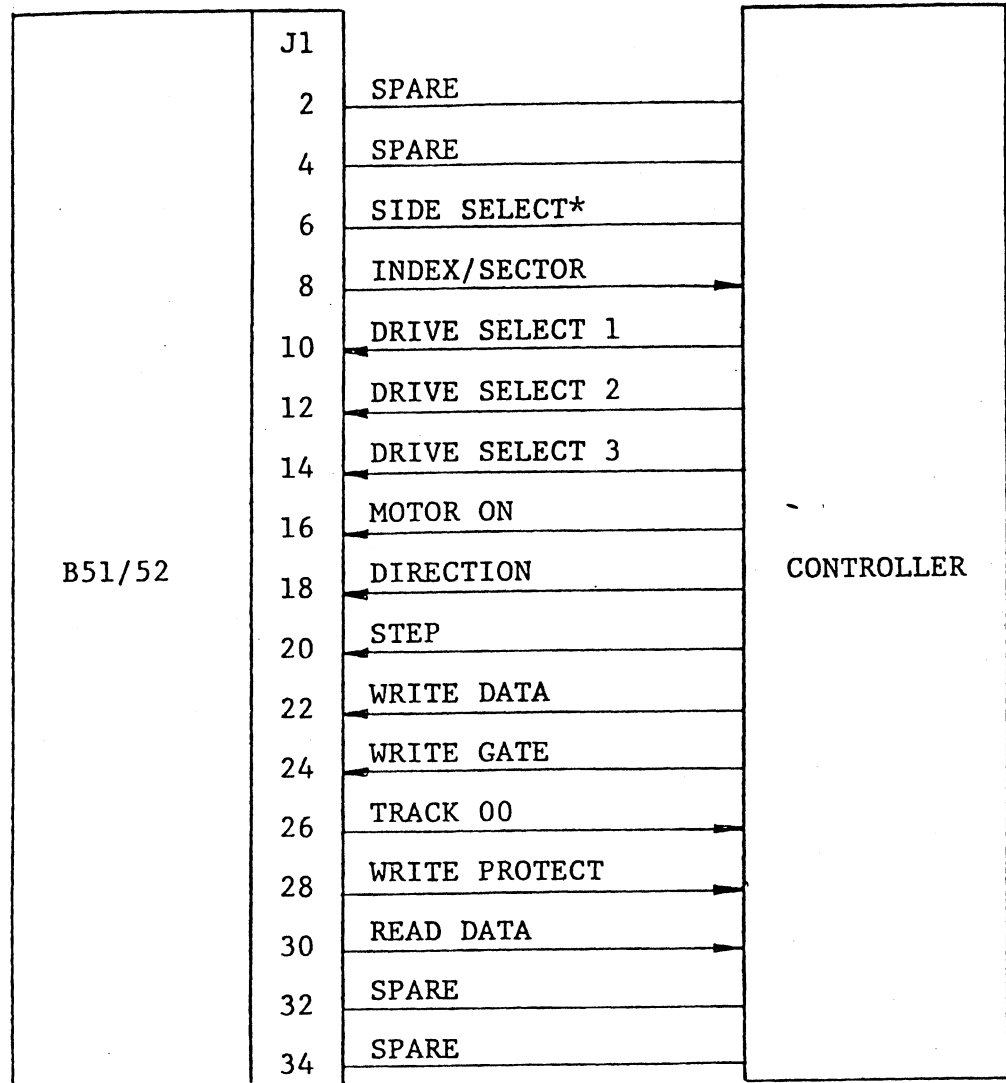 J1
2 SPARE
4 SPARE
6 SIDE SELECT*
8 INDEX/SECTOR
10 DRIVE SELECT 1
12 DRIVE SELECT 2
14 DRIVE SELECT 3
16 MOTOR ON
B51/52 18 DIRECTION CONTROLLER
20 STEP
22 WRITE DATA
24 WRITE GATE
26 TRACK 00
28 WRITE PROTECT
30 READ DATA
32 SPARE
34 SPARE